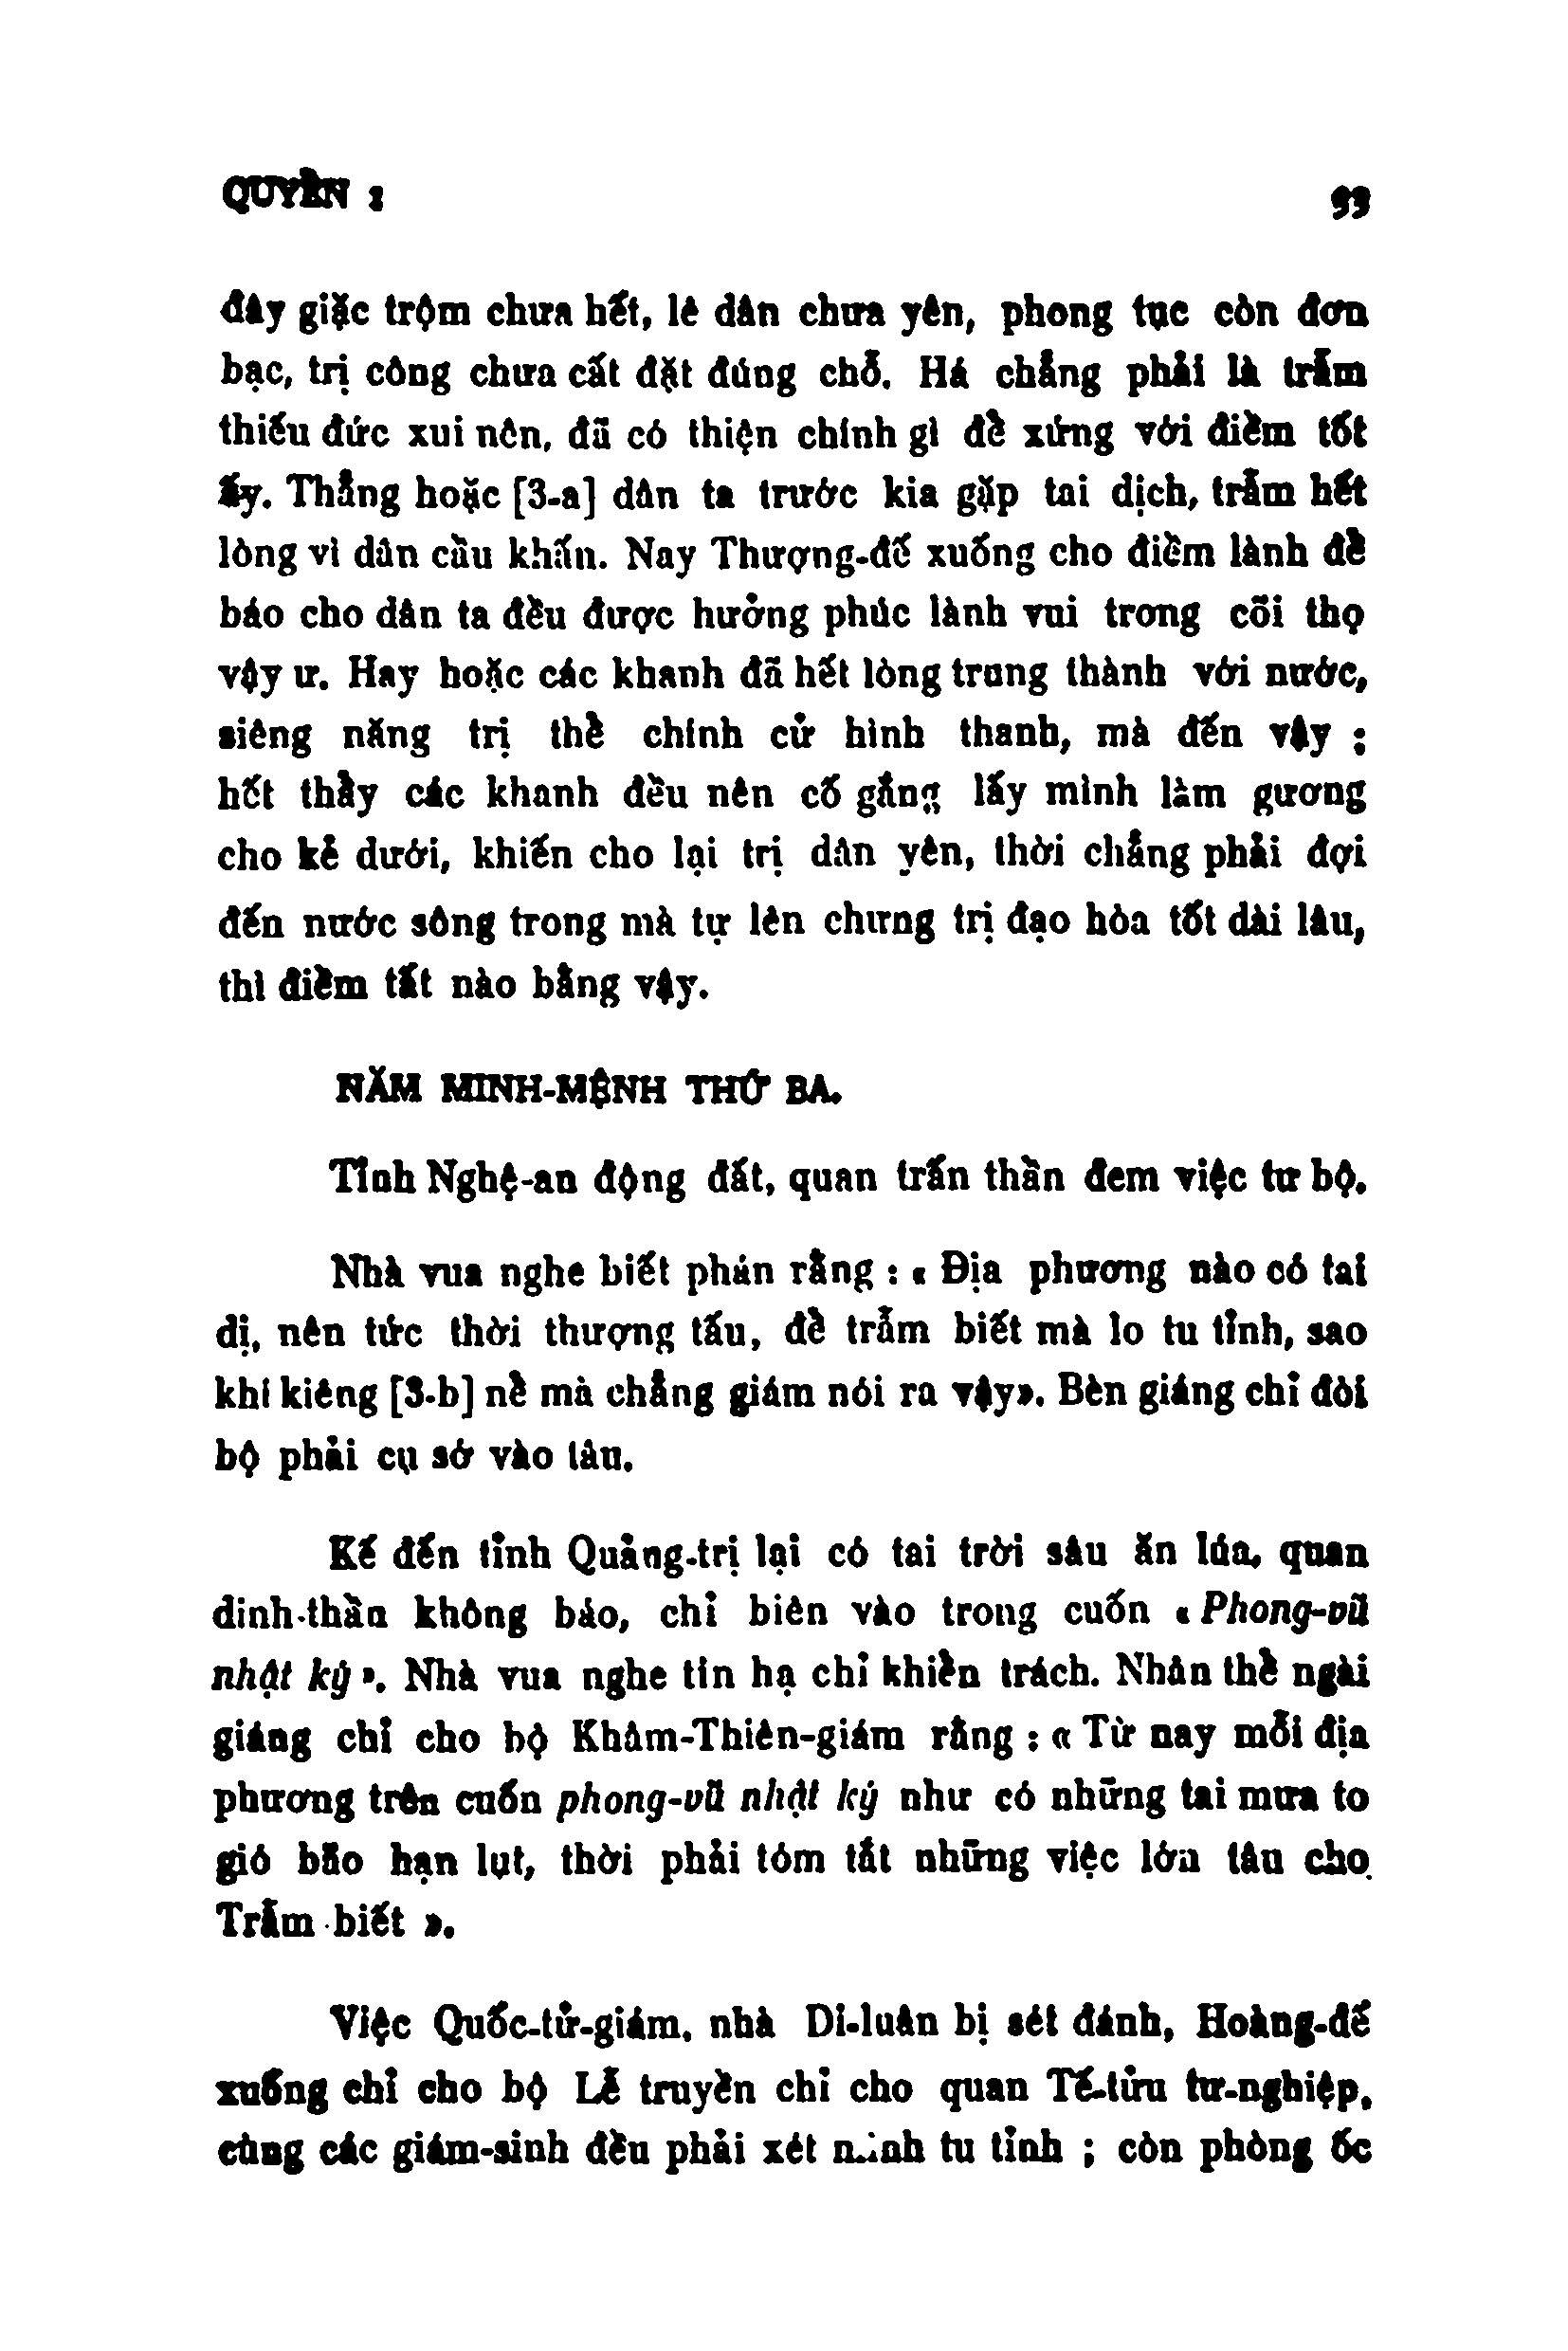 QUYỂN 1 93
đây giặc trộm chưa hết, lê dân chưa yên, phong tục còn đơn
bạc, trị công chưa cất đặt đúng chỗ. Há chẳng phải là trẫm
thiếu đức xui nên, đã có thiện chính gì để xứng với điềm tốt
ấy. Thẳng hoặc [3-a] dân ta trước kia gặp tai dịch, trẫm hết
lòng vì dân cầu khấn. Nay Thượng-đế xuống cho điềm lành để
báo cho dân ta đều được hưởng phúc lành vui trong cõi thọ
vậy ư. Hay hoặc các khanh đã hết lòng trung thành với nước,
siêng năng trị thể chính cử hình thanh, mà đến vậy ;
hết thảy các khanh đều nên cố gắng lấy mình làm gương
cho kẻ dưới, khiến cho lại trị dân yên, thời chẳng phải đợi
đến nước sông trong mà tự lên chưng trị đạo hòa tốt dài lâu,
thì điềm tất nào bằng vậy.
NĂM MINH-MỆNH THỨ BA.
Tỉnh Nghệ-an động đất, quan trấn thần đem việc tư bộ.
Nhà vua nghe biết phán rằng : « Địa phương nào có tai
dị, nên tức thời thượng tấu, để trẫm biết mà lo tu tỉnh, sao
khí kiêng [3-b] nể mà chẳng giám nói ra vậy». Bèn giáng chỉ đòi
bộ phải cụ sớ vào tâu.
Kế đến tỉnh Quảng-trị lại có tai trời sâu ăn lúa, quan
dinh-thần không báo, chỉ biên vào trong cuốn « Phong-vũ
nhật ký ». Nhà vua nghe tin hạ chỉ khiển trách. Nhân thể ngài
giáng chỉ cho bộ Khâm-Thiên-giám rằng : « Từ nay mỗi địa
phương trên cuốn phong-vũ nhật ký như có những tai mưa to
gió bão hạn lụt, thời phải tóm tắt những việc lớn tâu cho
Trẫm biết ».
Việc Quốc-tử-giám, nhà Di-luân bị sét đánh, Hoàng-đế
xuống chỉ cho bộ Lễ truyền chỉ cho quan Tế-tửu tư-nghiệp,
cùng các giám-sinh đều phải xét mình tu tỉnh ; còn phòng ốc